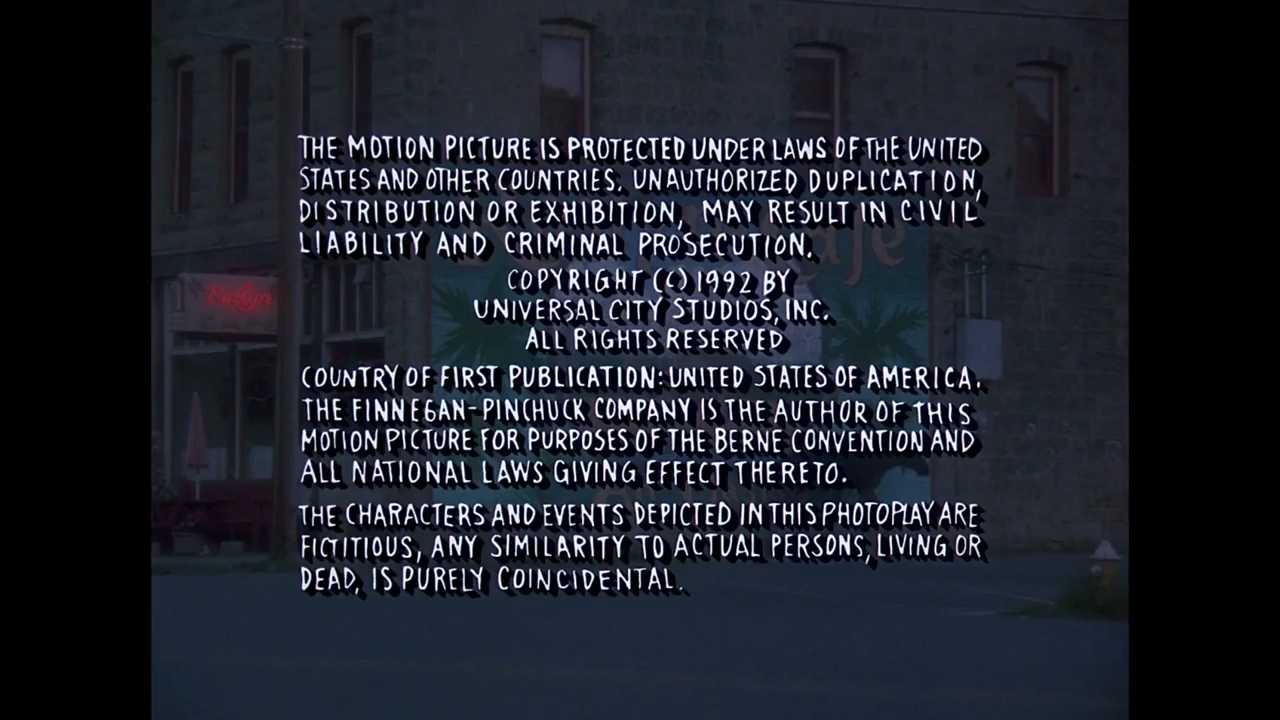 THE MOTION PICTURE IS PROTECTED UNDER LAWS OF THE UNITED
STATES AND OTHER COUNTRIES. UNAUTHORIZED DUPLICATION,
DISTRIBUTION OR EXHIBITION, MAY RESULT IN CIVIL
LIABILITY AND CRIMINAL PROSECUTION.
COPYRIGHT (C) 1992 BY
UNIVERSAL CITY STUDIOS, INC.
ALL RIGHTS RESERVED
COUNTRY OF FIRST PUBLICATION: UNITED STATES OF AMERICA.
THE FINNEGAN-PINCHUCK COMPANY IS THE AUTHOR OF THIS
MOTION PICTURE FOR PURPOSES OF THE BERNE CONVENTION AND
ALL NATIONAL LAWS GIVING EFFECT THERETO.
THE CHARACTERS AND EVENTS DEPICTED IN THIS PHOTOPLAY ARE
FICTITIOUS, ANY SIMILARITY TO ACTUAL PERSONS, LIVING OR
DEAD, IS PURELY COINCIDENTAL.